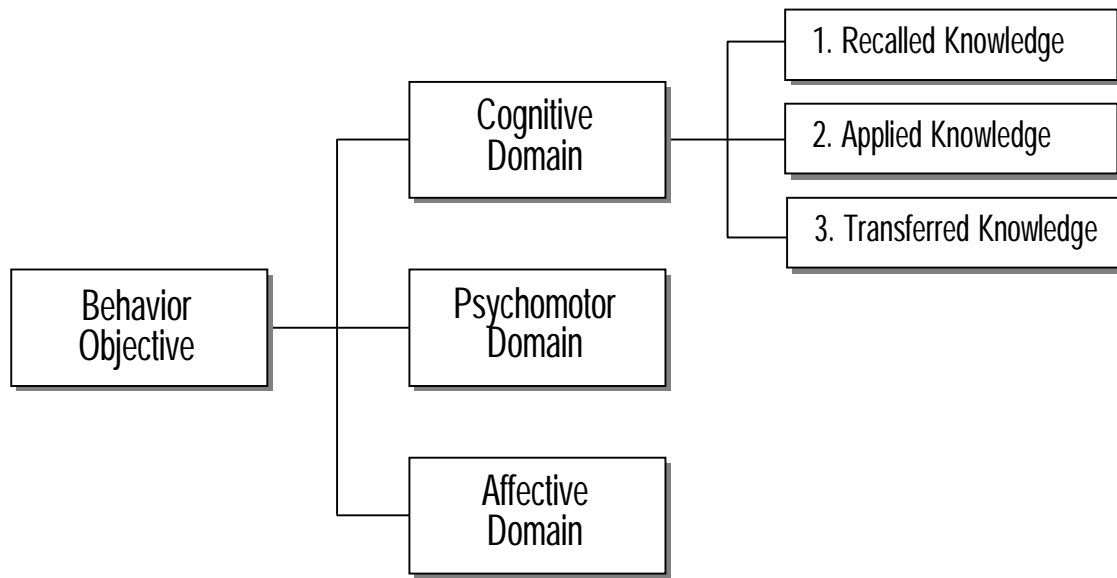 1. Recalled Knowledge
Cognitive
Domain
2. Applied Knowledge
3. Transferred Knowledge
Behavior
Objective
Psychomotor
Domain
Affective
Domain